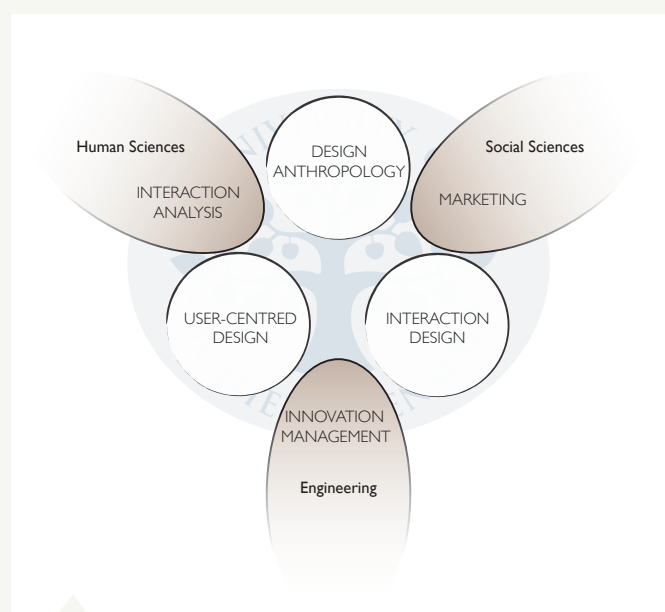 Human Sciences
INTERACTION
ANALYSIS
DESIGN
ANTHROPOLOGY
Social Sciences
MARKETING
USER-CENTRED
DESIGN
INTERACTION
DESIGN
INNOVATION
MANAGEMENT
Engineering